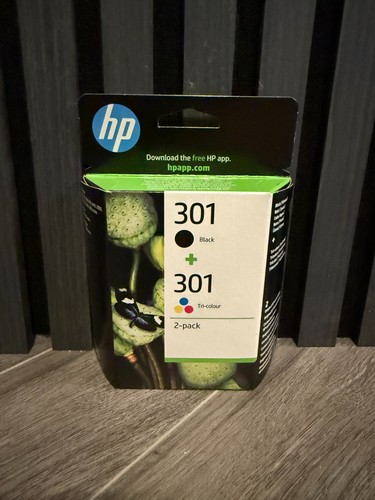 hp
Download the free HP app.
hpapp.com
301
Black
+
301
Tri-colour
2-pack